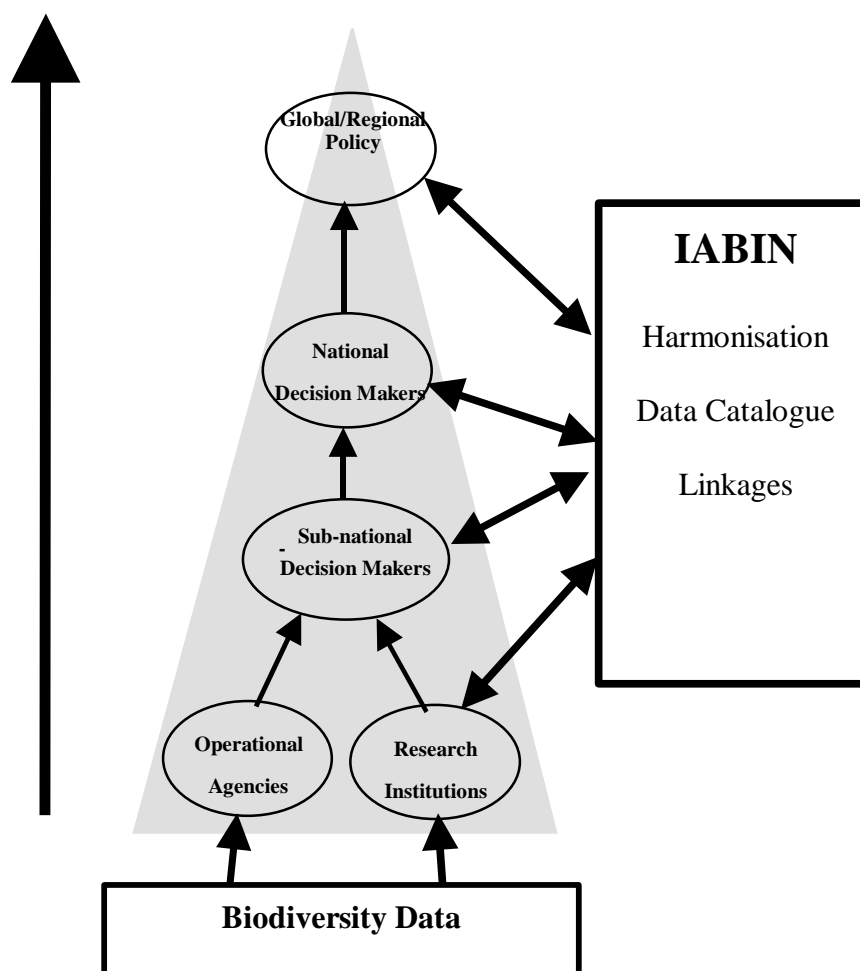 Global/Regional
Policy
IABIN
Harmonisation
National
Decision Makers
Data Catalogue
Linkages
Sub-national
-
Decision Makers
Operational
Agencies
Research
Institutions
Biodiversity Data